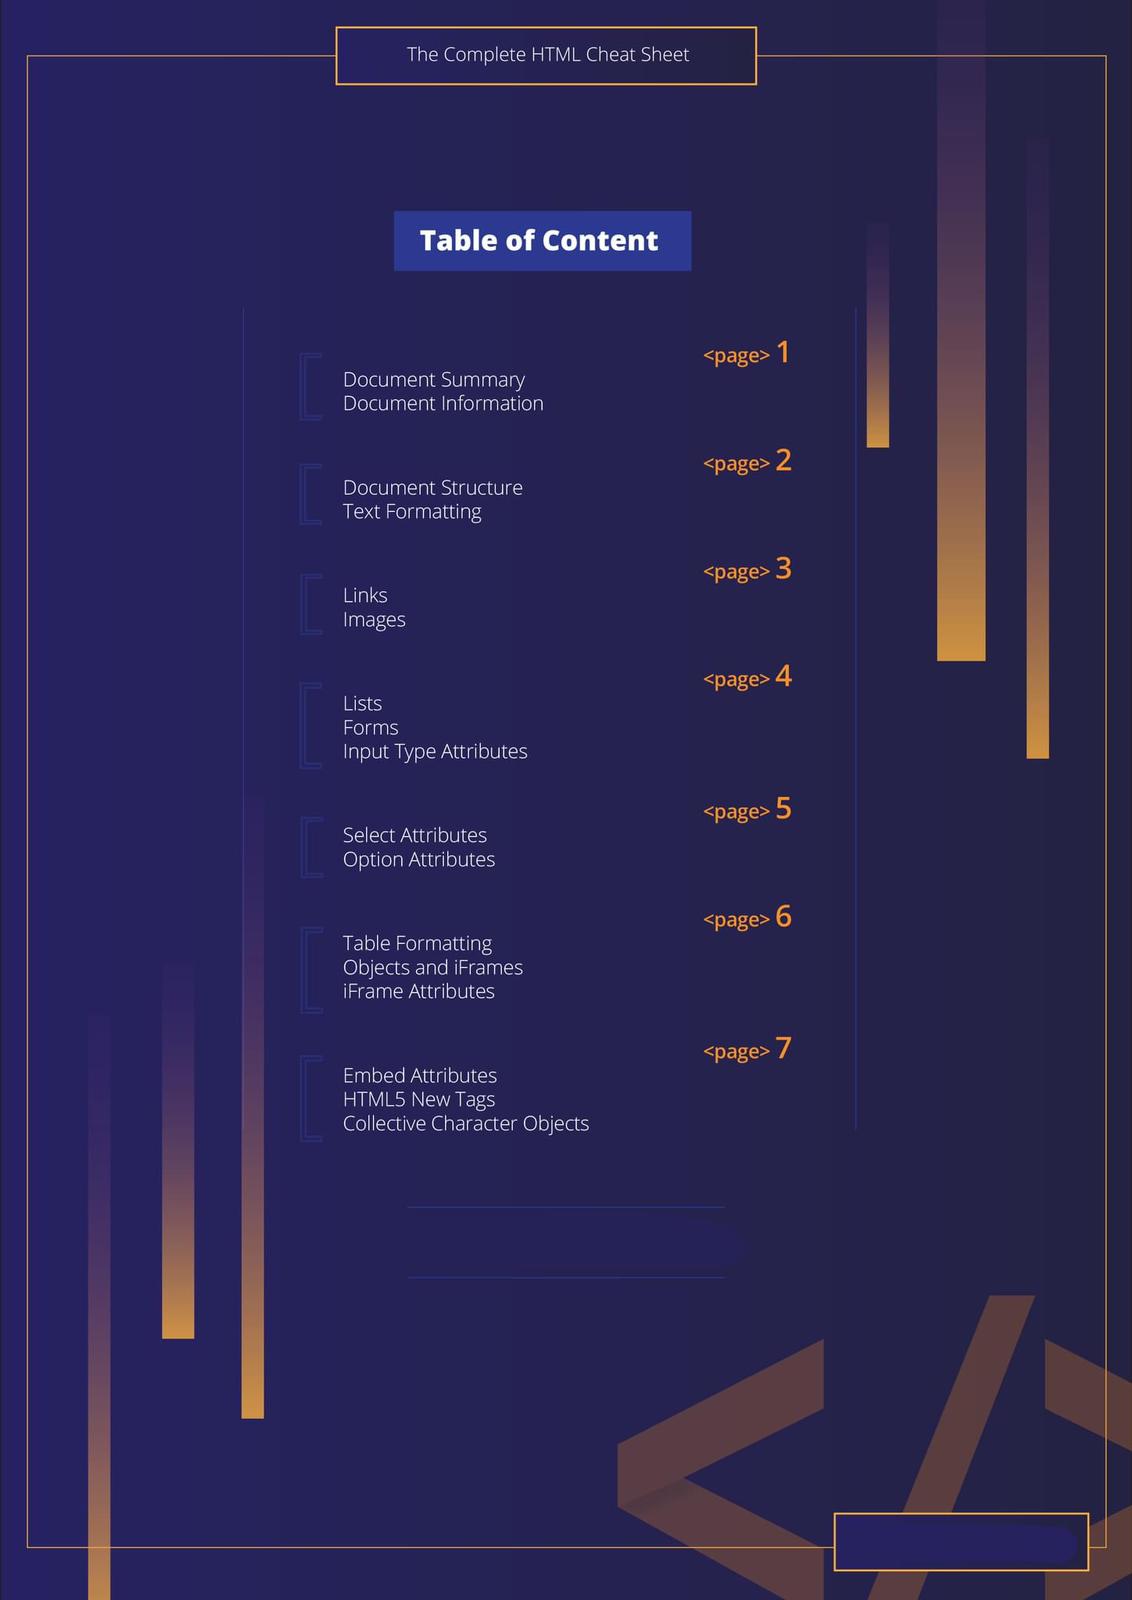 The Complete HTML Cheat Sheet
Table of Content
<page> 1
Document Summary
Document Information
<page> 2
Document Structure
Text Formatting
<page> 3
Links
Images
<page> 4
Lists
Forms
Input Type Attributes
<page> 5
Select Attributes
Option Attributes
<page> 6
Table Formatting
Objects and iFrames
iFrame Attributes
<page> 7
Embed Attributes
HTML5 New Tags
Collective Character Objects